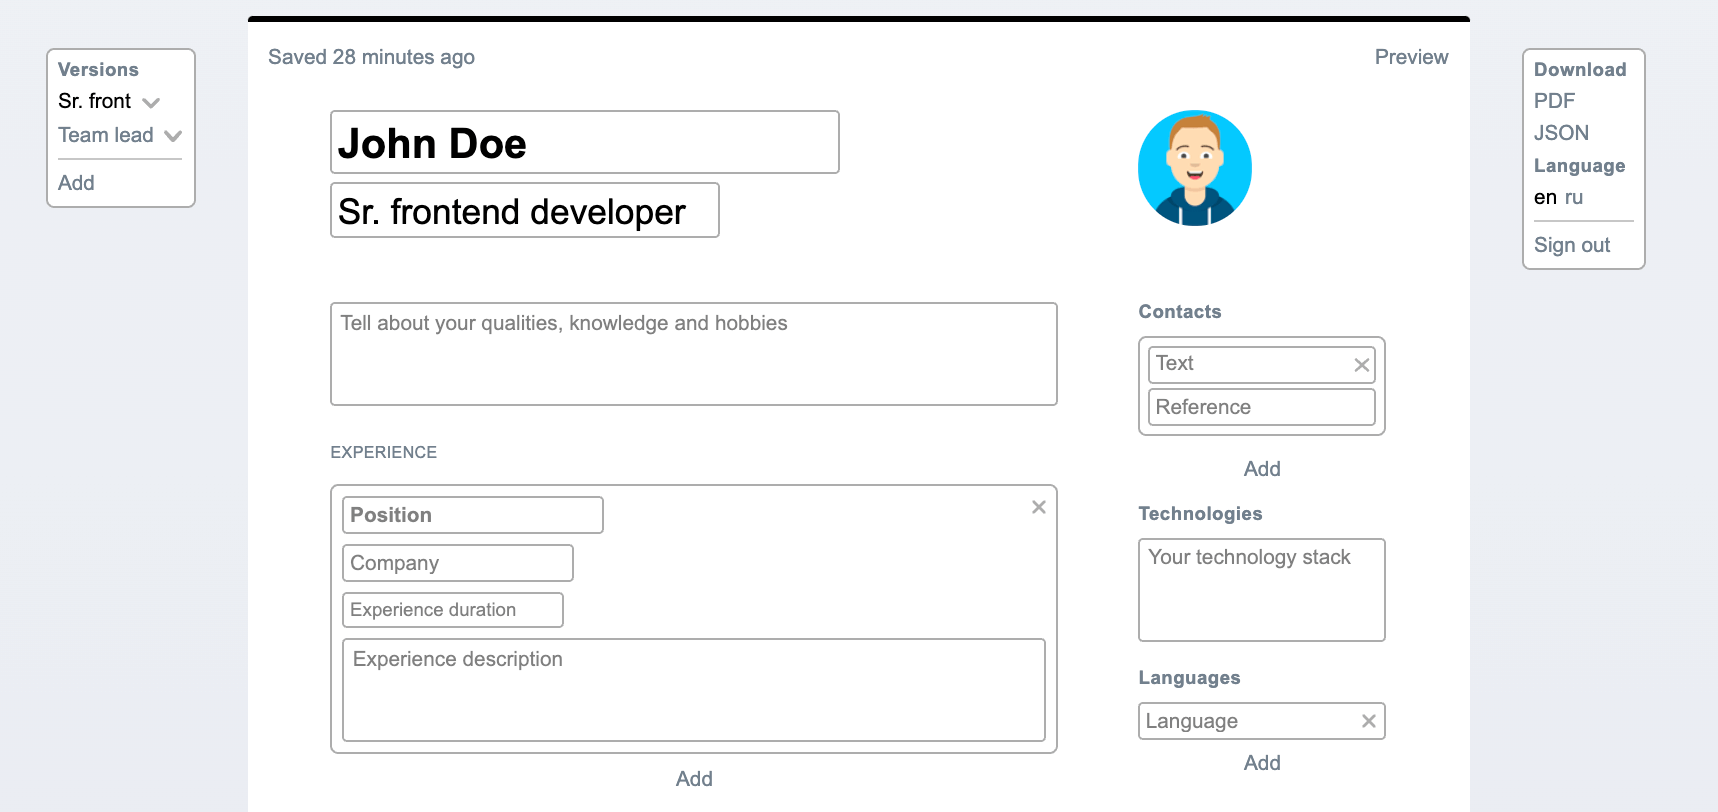 Versions
Sr. front
Team lead
Add
Saved 28 minutes ago
Preview
John Doe
Sr. frontend developer
Tell about your qualities, knowledge and hobbies
EXPERIENCE
Position
Company
Experience duration
Experience description
Add
Contacts
Text
Reference
Add
Technologies
Your technology stack
Languages
Language
Add
Download
PDF
JSON
Language
en ru
Sign out